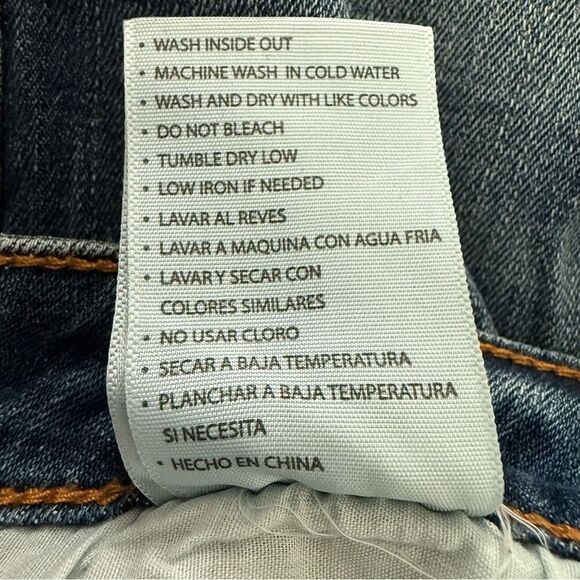 • WASH INSIDE OUT
• MACHINE WASH IN COLD WATER
• WASH AND DRY WITH LIKE COLORS
• DO NOT BLEACH
• TUMBLE DRY LOW
• LOW IRON IF NEEDED
• LAVAR AL REVES
• LAVAR A MAQUINA CON AGUA FRIA
• LAVAR Y SECAR CON
COLORES SIMILARES
• NO USAR CLORO
• SECAR A BAJA TEMPERATURA
• PLANCHAR A BAJA TEMPERATURA
SI NECESITA
• HECHO EN CHINA